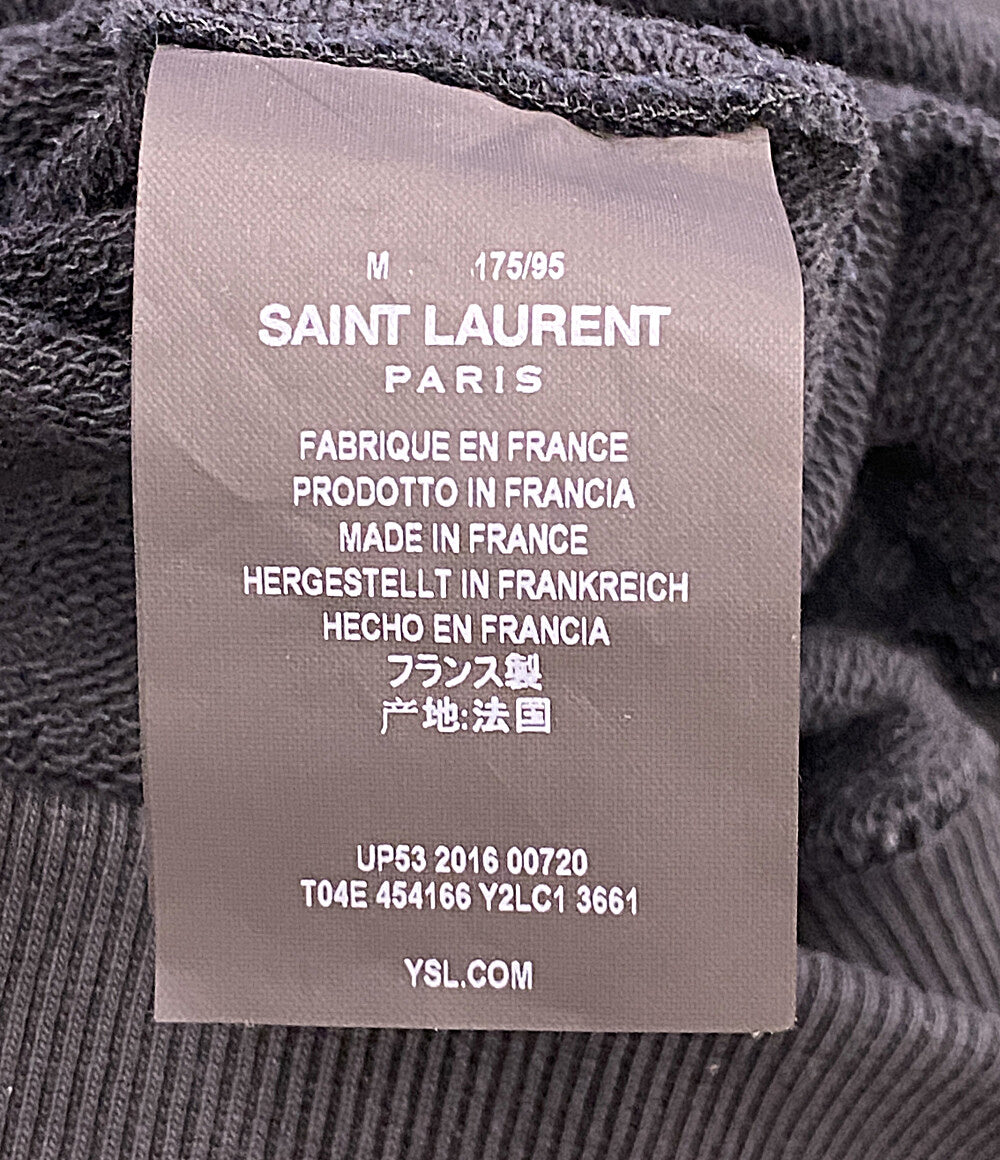 M 175/95
SAINT LAURENT
PARIS
FABRIQUE EN FRANCE
PRODOTTO IN FRANCIA
MADE IN FRANCE
HERGESTELLT IN FRANKREICH
HECHO EN FRANCIA
フランス製
产地:法国
UP53 2016 00720
T04E 454166 Y2LC1 3661
YSL.COM